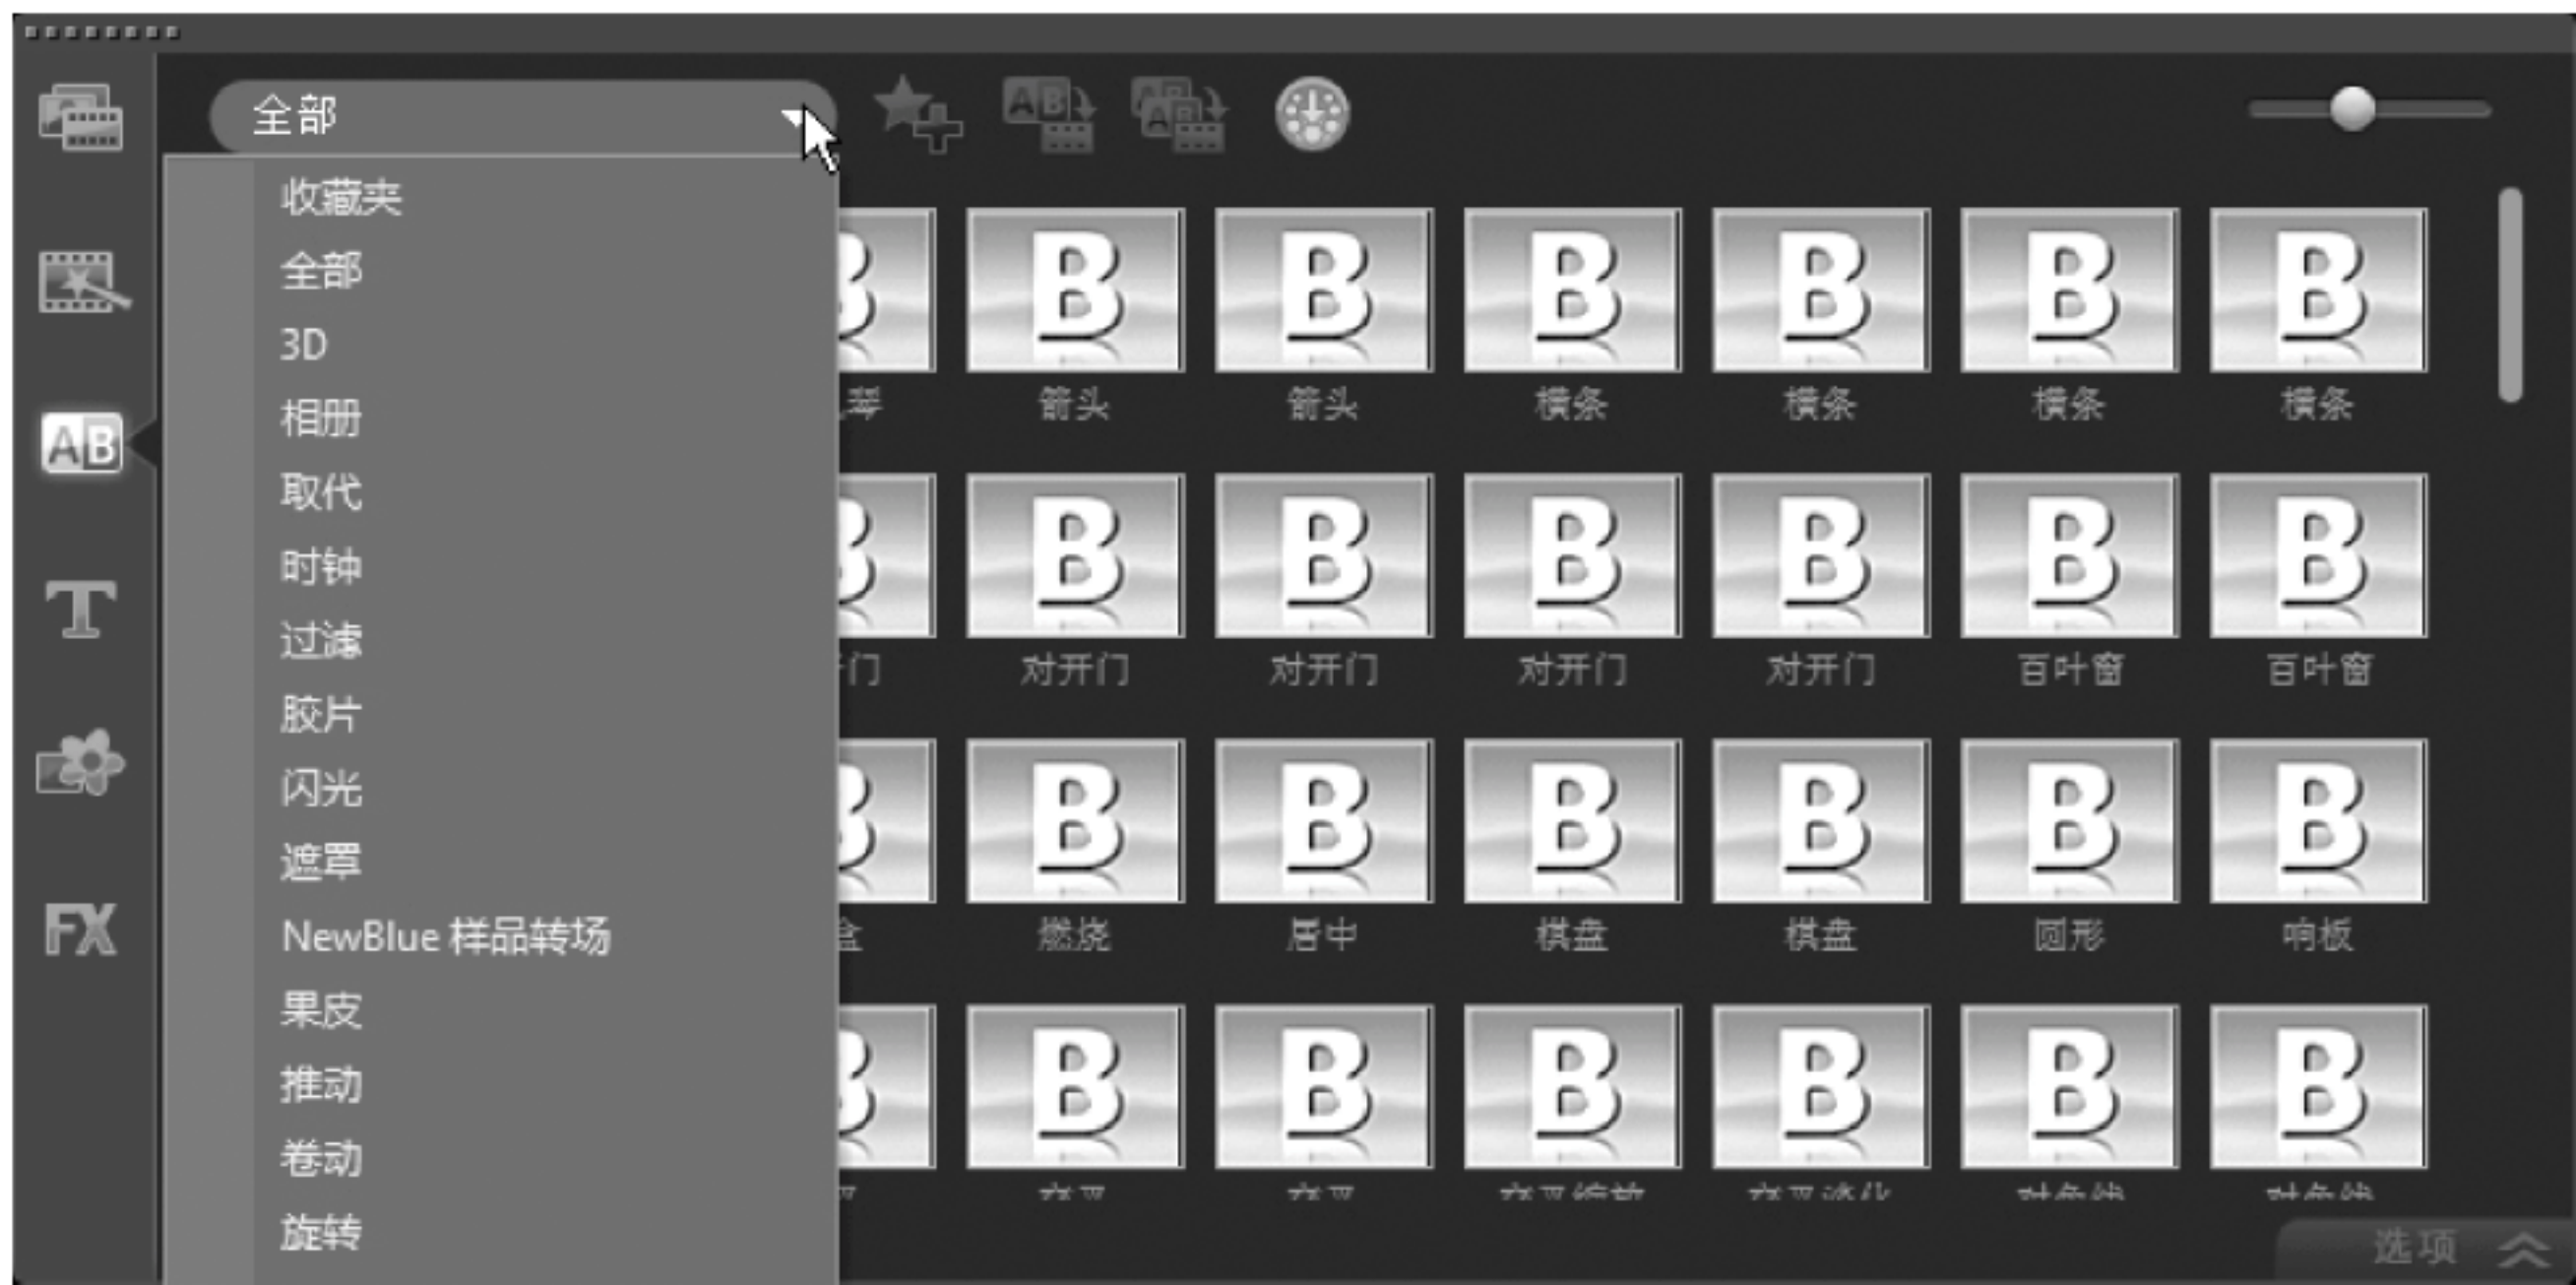 全部
收藏夹
全部
3D
相册
取代
时钟
过滤
胶片
闪光
遮罩
NewBlue 样品转场
果皮
推动
卷动
旋转
AB
T
FX
琴 箭头 箭头 横条 横条 横条 横条
门 对开门 对开门 对开门 对开门 百叶窗 百叶窗
盒 燃烧 居中 棋盘 棋盘 圆形 响板
选项